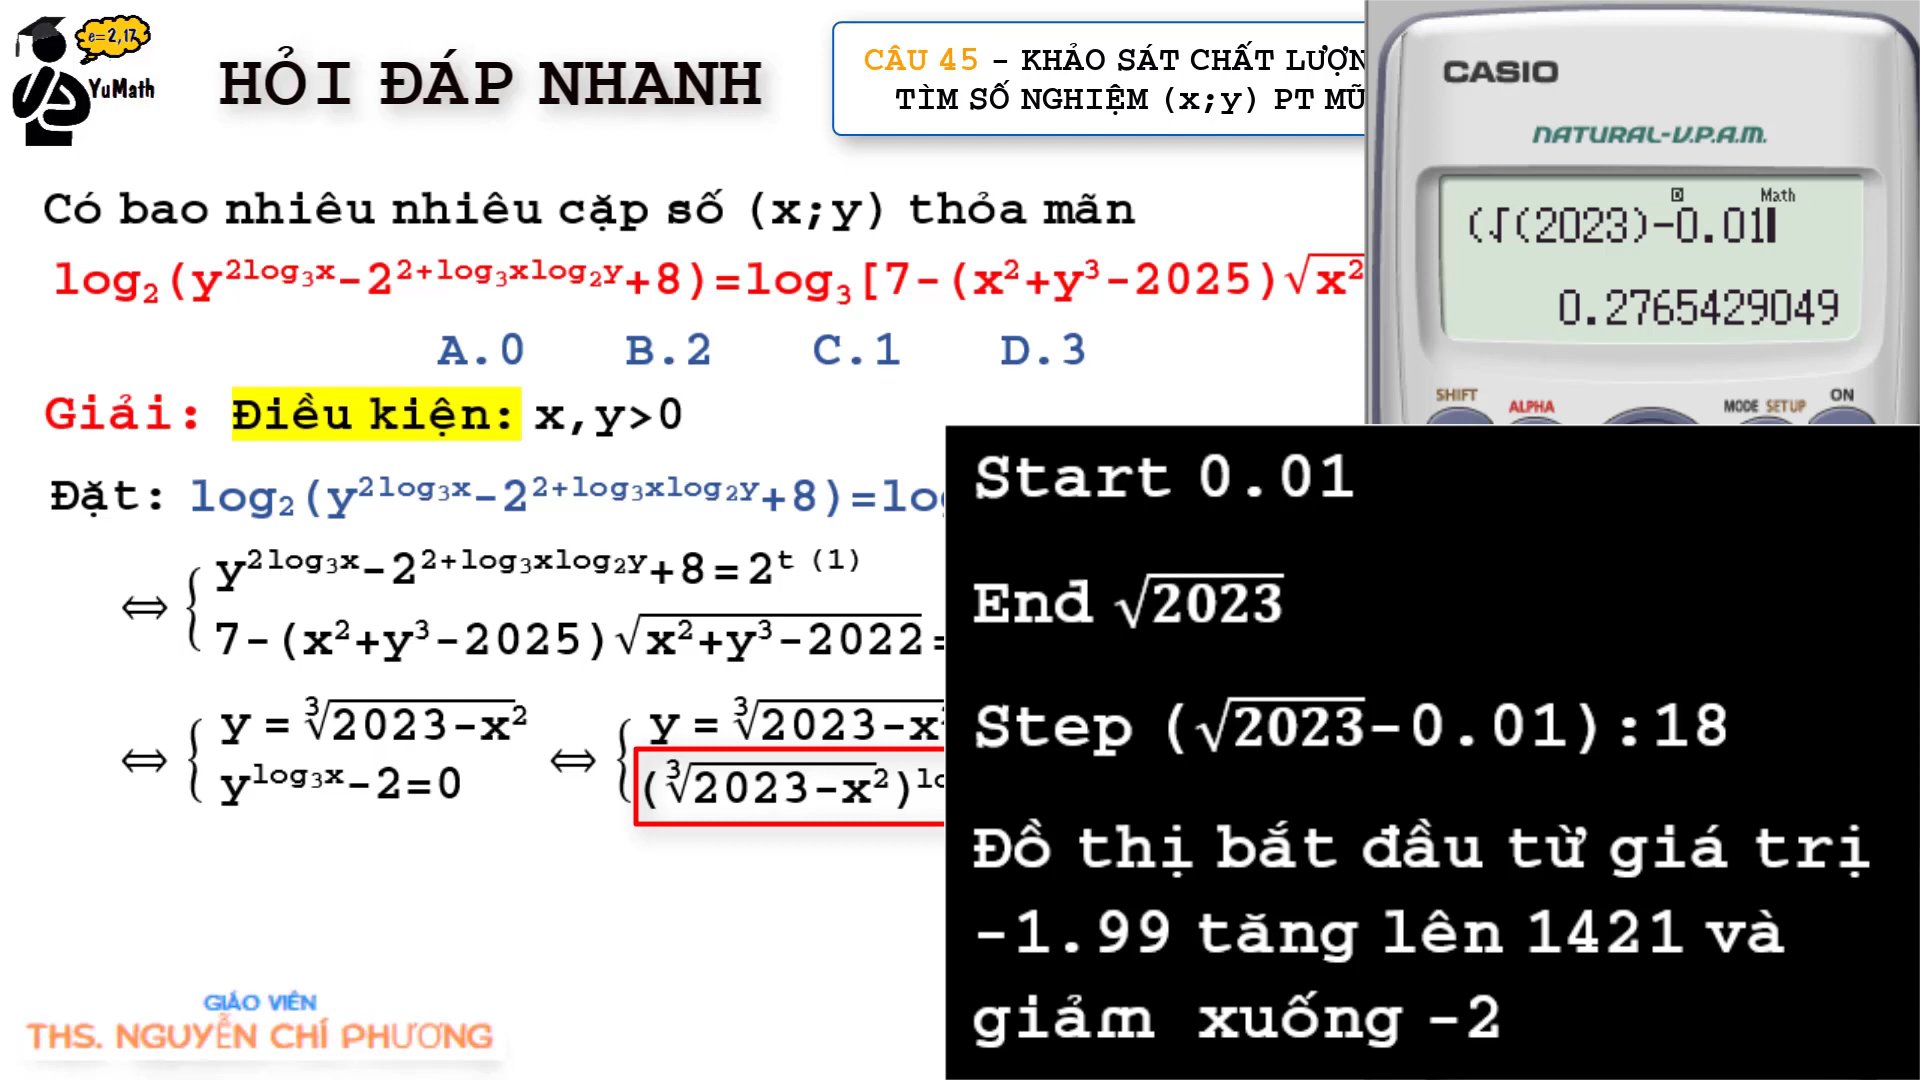 e=2,17
YuMath
HỎI ĐÁP NHANH
CÂU 45 - KHẢO SÁT CHẤT LƯỢN
TÌM SỐ NGHIỆM (x;y) PT MŨ
CASIO
NATURAL-V.P.A.M.
D Math
(√(2023)-0.01
0.2765429049
SHIFT ALPHA MODE SETUP ON
Có bao nhiêu nhiêu cặp số (x;y) thỏa mãn
log₂(y^{2log₃x}-2^{2+log₃xlog₂y}+8)=log₃[7-(x²+y³-2025)√x²
A.0 B.2 C.1 D.3
Giải: Điều kiện: x,y>0
Đặt: log₂(y^{2log₃x}-2^{2+log₃xlog₂y}+8)=lo
y^{2log₃x}-2^{2+log₃xlog₂y}+8=2^t (1)
⇔ { 7-(x²+y³-2025)√x²+y³-2022=
y = ∛2023-x² ⇔ { y = ∛2023-x²
⇔ { y^{log₃x}-2=0 (∛2023-x²)^{lo
Start 0.01
End √2023
Step (√2023-0.01):18
Đồ thị bắt đầu từ giá trị
-1.99 tăng lên 1421 và
giảm xuống -2
GIÁO VIÊN
THS. NGUYỄN CHÍ PHƯƠNG